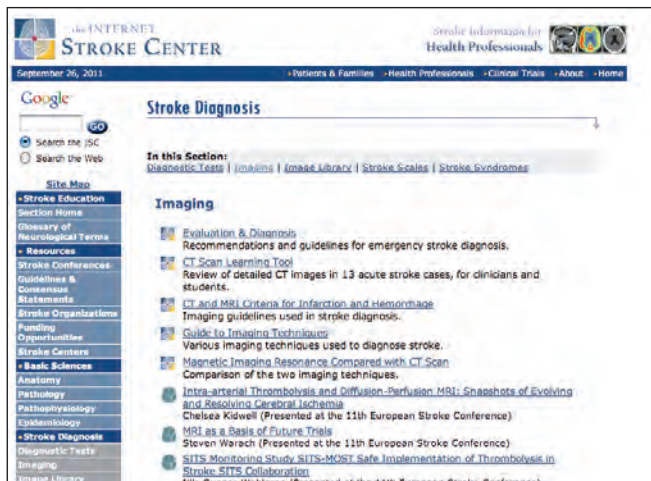 the INTERNET
STROKE CENTER
Stroke Information for
Health Professionals
September 26, 2011
Patients & Families
Health Professionals
Clinical Trials
About
Home
Google
GO
Search the ISC
Search the Web
Site Map
Stroke Education
Section Home
Glossary of
Neurological Terms
Resources
Stroke Conferences
Guidelines &
Consensus
Statements
Stroke Organizations
Funding
Opportunities
Stroke Centers
Basic Sciences
Anatomy
Pathology
Pathophysiology
Epidemiology
Stroke Diagnosis
Diagnostic Tests
Imaging
Image Library
Stroke Diagnosis
In this Section:
Diagnostic Tests | Imaging | Image Library | Stroke Scales | Stroke Syndromes
Imaging
Evaluation & Diagnosis
Recommendations and guidelines for emergency stroke diagnosis.
CT Scan Learning Tool
Review of detailed CT images in 13 acute stroke cases, for clinicians and
students.
CT and MRI Criteria for Infarction and Hemorrhage
Imaging guidelines used in stroke diagnosis.
Guide to Imaging Techniques
Various imaging techniques used to diagnose stroke.
Magnetic Imaging Resonance Compared with CT Scan
Comparison of the two imaging techniques.
Intra-arterial Thrombolysis and Diffusion-Perfusion MRI: Snapshots of Evolving
and Resolving Cerebral Ischemia
Chelsea Kidwell (Presented at the 11th European Stroke Conference)
MRI as a Basis of Future Trials
Steven Warach (Presented at the 11th European Stroke Conference)
SITS Monitoring Study SITS-MOST Safe Implementation of Thrombolysis in
Stroke SITS Collaboration